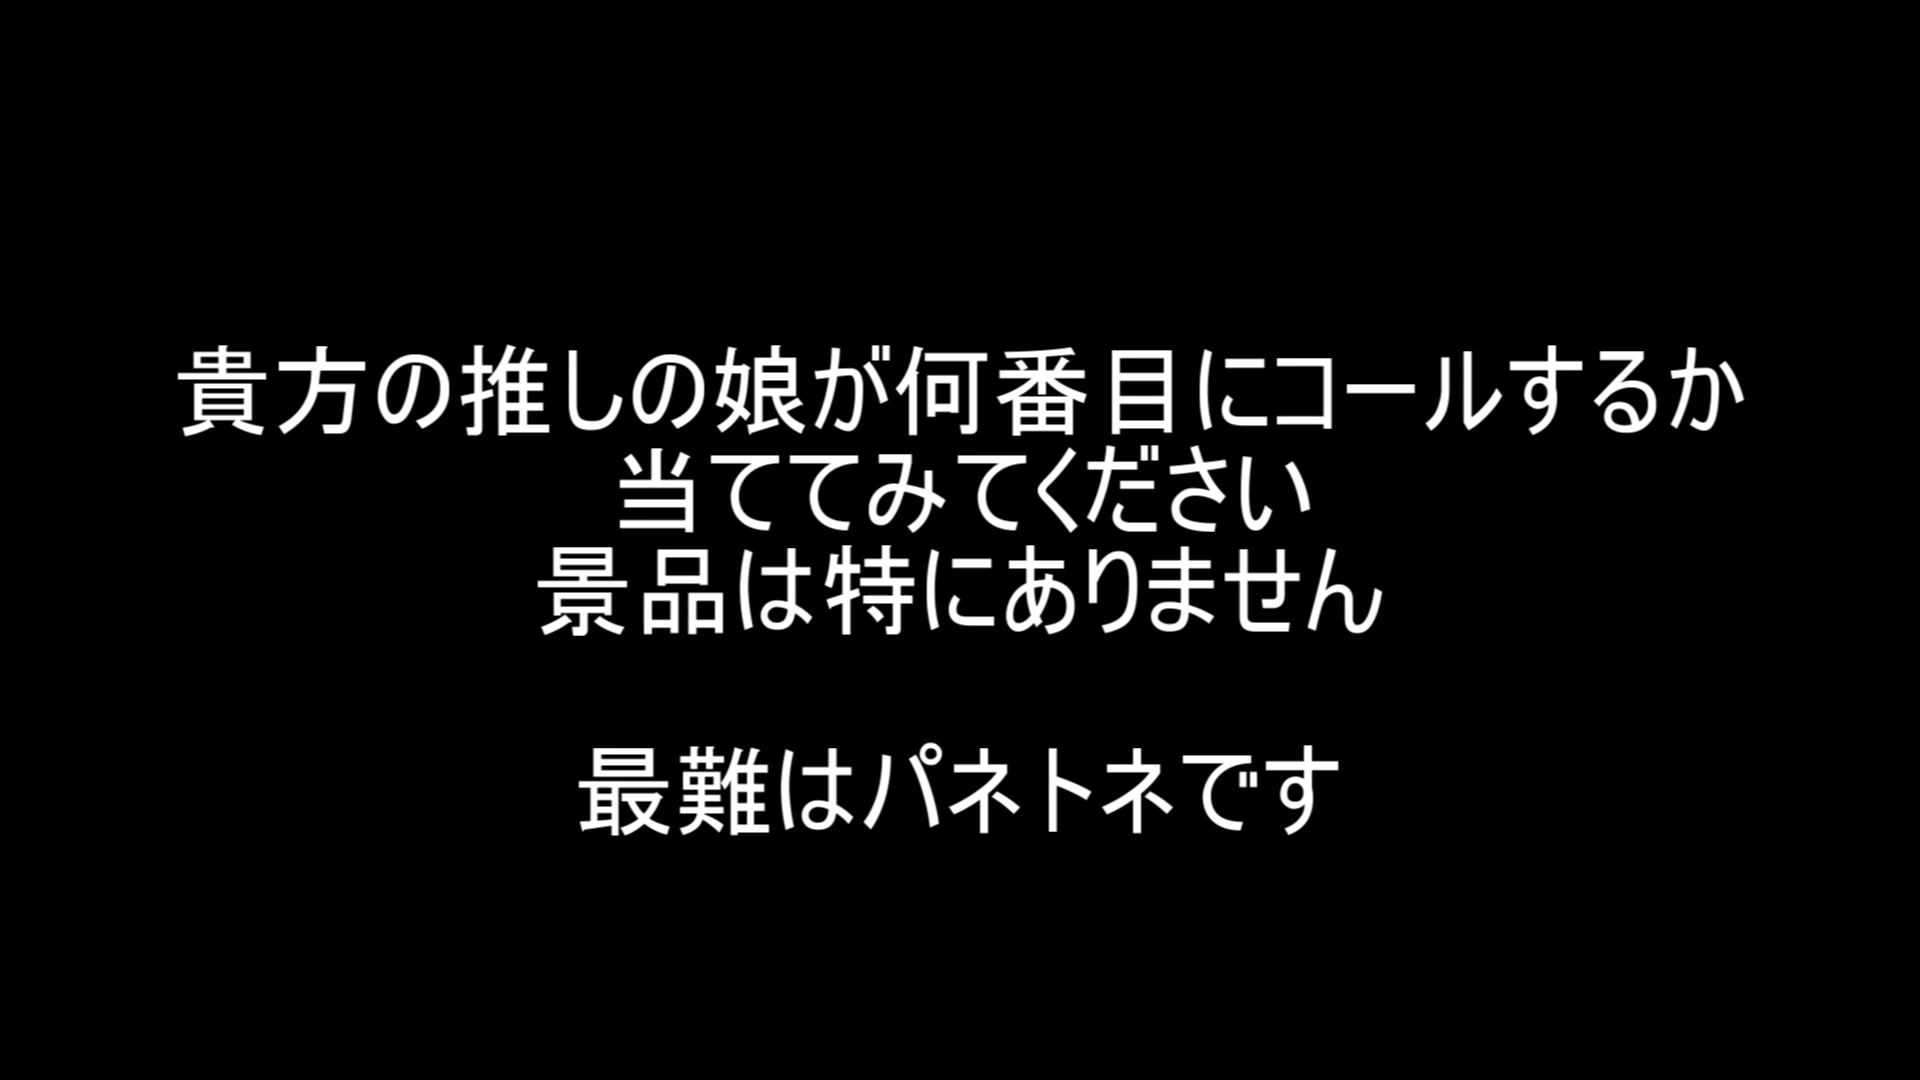 貴方の推しの娘が何番目にコールするか
当ててみてください
景品は特にありません
最難はパネトネです